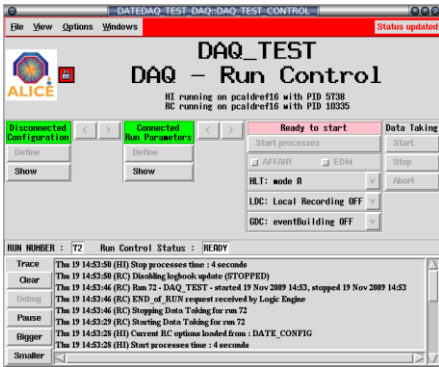 DATEDAQ_TEST_DAQ::DAQ_TEST_CONTROL
File View Options Windows
Status updated
ALICE
DAQ_TEST
DAQ - Run Control
HI running on pcaldref16 with PID 5738
RC running on pcaldref16 with PID 10335
Disconnected
Configuration
< >
Connected
Run Parameters
< >
Ready to start
Data Taking
Define
Define
Start processes
Start
Show
Show
AFFAIR EDM
Stop
HLT: mode A
v
Abort
LDC: Local Recording OFF
v
GDC: eventBuilding OFF
v
RUN NUMBER : 72 Run Control Status : READY
Trace
Clear
Debug
Pause
Bigger
Smaller
Thu 19 14:53:50 (HI) Stop processes time : 4 seconds
Thu 19 14:53:50 (RC) Disabling logbook update (STOPPED)
Thu 19 14:53:46 (RC) Run 72 - DAQ_TEST - started 19 Nov 2009 14:53, stopped 19 Nov 2009 14:53
Thu 19 14:53:46 (RC) END_of_RUN request received by Logic Engine
Thu 19 14:53:46 (RC) Stopping Data Taking for run 72
Thu 19 14:53:29 (RC) Starting Data Taking for run 72
Thu 19 14:53:28 (HI) Current RC options loaded from : DATE_CONFIG
Thu 19 14:53:28 (HI) Start processes time : 4 seconds